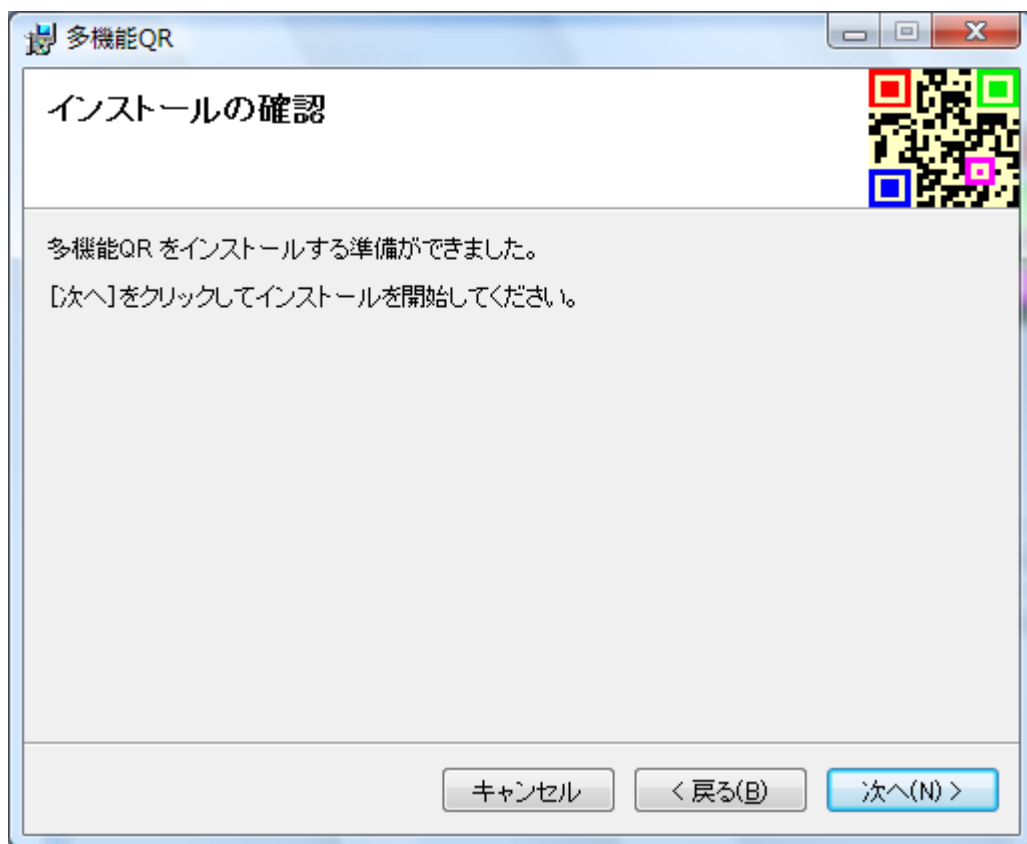 多機能QR
インストールの確認
多機能QR をインストールする準備ができました。
[次へ]をクリックしてインストールを開始してください。
キャンセル
< 戻る(B)
次へ(N) >